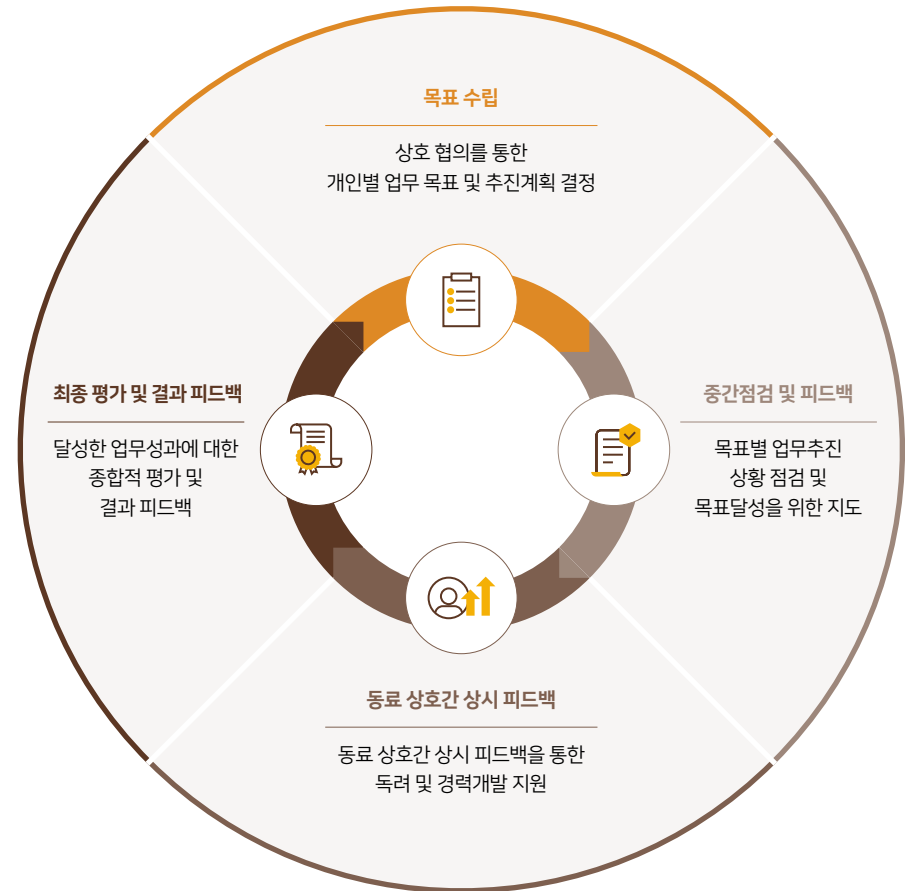 목표 수립
상호 협의를 통한
개인별 업무 목표 및 추진계획 결정
최종 평가 및 결과 피드백
달성한 업무성과에 대한
종합적 평가 및
결과 피드백
중간점검 및 피드백
목표별 업무추진
상황 점검 및
목표달성을 위한 지도
동료 상호간 상시 피드백
동료 상호간 상시 피드백을 통한
독려 및 경력개발 지원